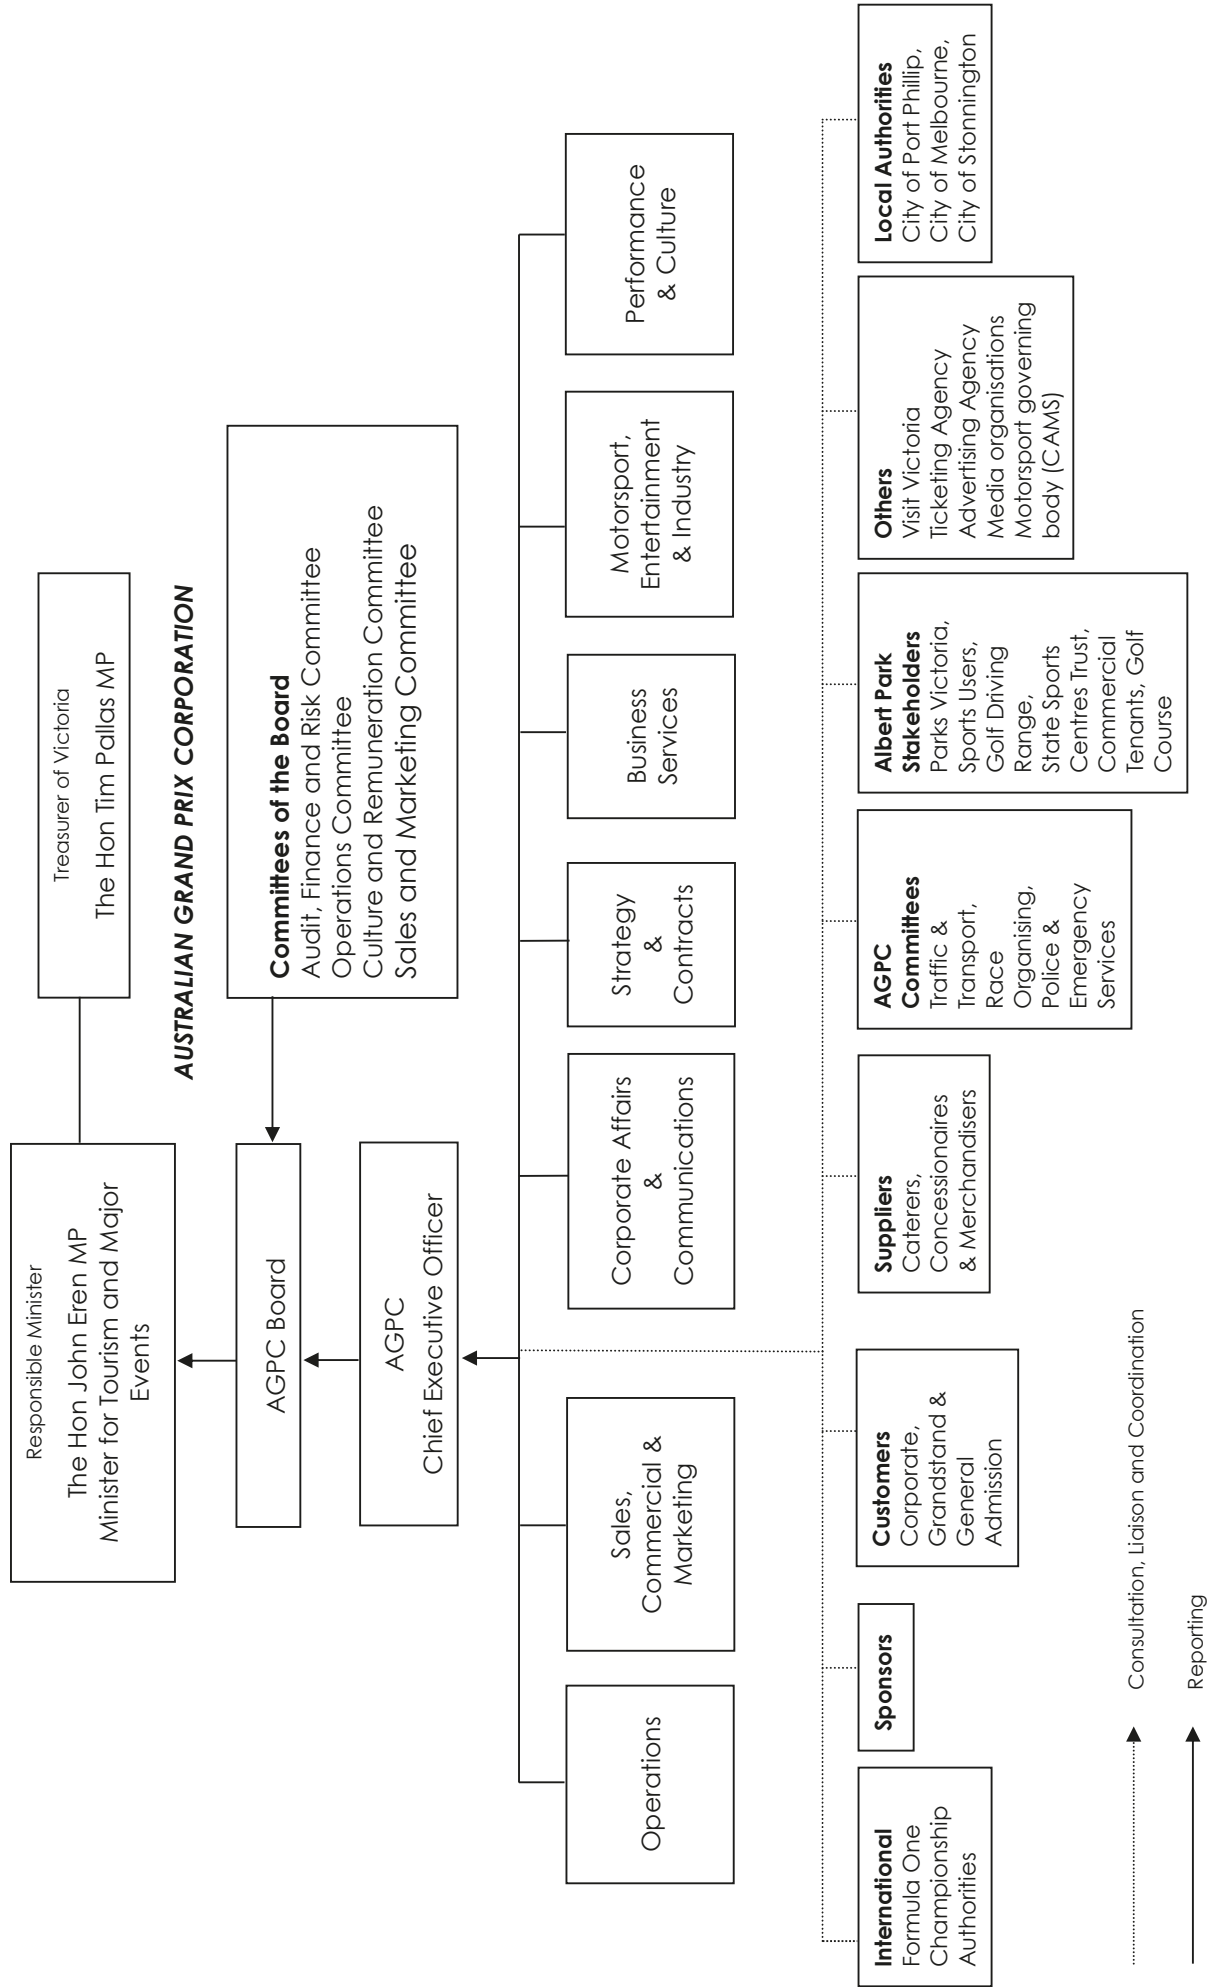 Responsible Minister
The Hon John Eren MP
Minister for Tourism and Major
Events
Treasurer of Victoria
The Hon Tim Pallas MP
AUSTRALIAN GRAND PRIX CORPORATION
AGPC Board
Committees of the Board
Audit, Finance and Risk Committee
Operations Committee
Culture and Remuneration Committee
Sales and Marketing Committee
AGPC
Chief Executive Officer
Operations
Sales,
Commercial &
Marketing
Corporate Affairs
&
Communications
Strategy
&
Contracts
Business
Services
Motorsport,
Entertainment
& Industry
Performance
& Culture
International
Formula One
Championship
Authorities
Sponsors
Customers
Corporate,
Grandstand &
General
Admission
Suppliers
Caterers,
Concessionaires
& Merchandisers
AGPC
Committees
Traffic &
Transport,
Race
Organising,
Police &
Emergency
Services
Albert Park
Stakeholders
Parks Victoria,
Sports Users,
Golf Driving
Range,
State Sports
Centres Trust,
Commercial
Tenants, Golf
Course
Others
Visit Victoria
Ticketing Agency
Advertising Agency
Media organisations
Motorsport governing
body (CAMS)
Local Authorities
City of Port Phillip,
City of Melbourne,
City of Stonnington
Consultation, Liaison and Coordination
Reporting